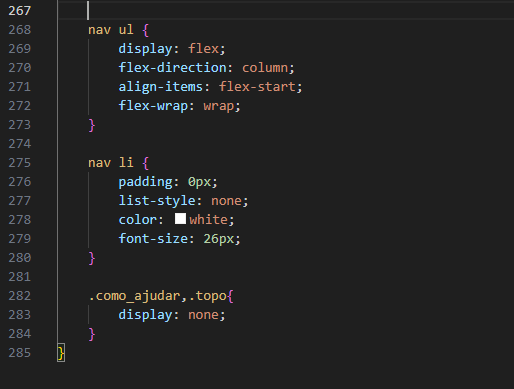 267
268 nav ul {
269 display: flex;
270 flex-direction: column;
271 align-items: flex-start;
272 flex-wrap: wrap;
273 }
274
275 nav li {
276 padding: 0px;
277 list-style: none;
278 color: white;
279 font-size: 26px;
280 }
281
282 .como_ajudar,.topo{
283 display: none;
284 }
285 }